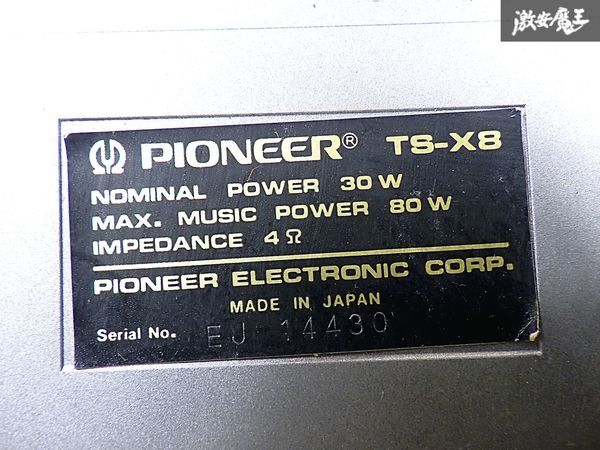 激安魔王
PIONEER® TS-X8
NOMINAL POWER 30 W
MAX. MUSIC POWER 80 W
IMPEDANCE 4 Ω
PIONEER ELECTRONIC CORP.
MADE IN JAPAN
Serial No. EJ 14430